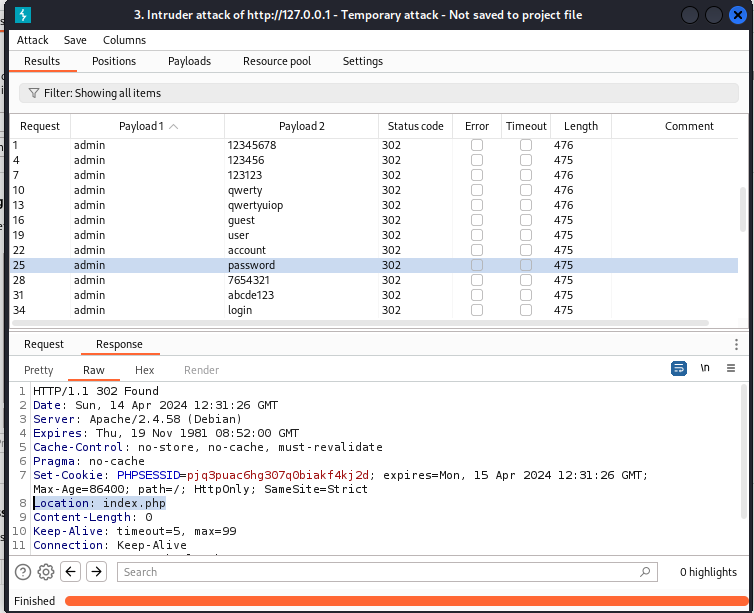 3. Intruder attack of http://127.0.0.1 - Temporary attack - Not saved to project file
Attack Save Columns
Results Positions Payloads Resource pool Settings
Filter: Showing all items
Request Payload 1 Payload 2 Status code Error Timeout Length Comment
1 admin 12345678 302 476
4 admin 123456 302 475
7 admin 123123 302 476
10 admin qwerty 302 476
13 admin qwertyuiop 302 476
16 admin guest 302 475
19 admin user 302 475
22 admin account 302 475
25 admin password 302 475
28 admin 7654321 302 475
31 admin abcde123 302 475
34 admin login 302 475
Request Response
Pretty Raw Hex Render \n
1 HTTP/1.1 302 Found
2 Date: Sun, 14 Apr 2024 12:31:26 GMT
3 Server: Apache/2.4.58 (Debian)
4 Expires: Thu, 19 Nov 1981 08:52:00 GMT
5 Cache-Control: no-store, no-cache, must-revalidate
6 Pragma: no-cache
7 Set-Cookie: PHPSESSID=pjq3puac6hg307q0biakf4kj2d; expires=Mon, 15 Apr 2024 12:31:26 GMT;
Max-Age=86400; path=/; HttpOnly; SameSite=Strict
8 Location: index.php
9 Content-Length: 0
10 Keep-Alive: timeout=5, max=99
11 Connection: Keep-Alive
Search 0 highlights
Finished